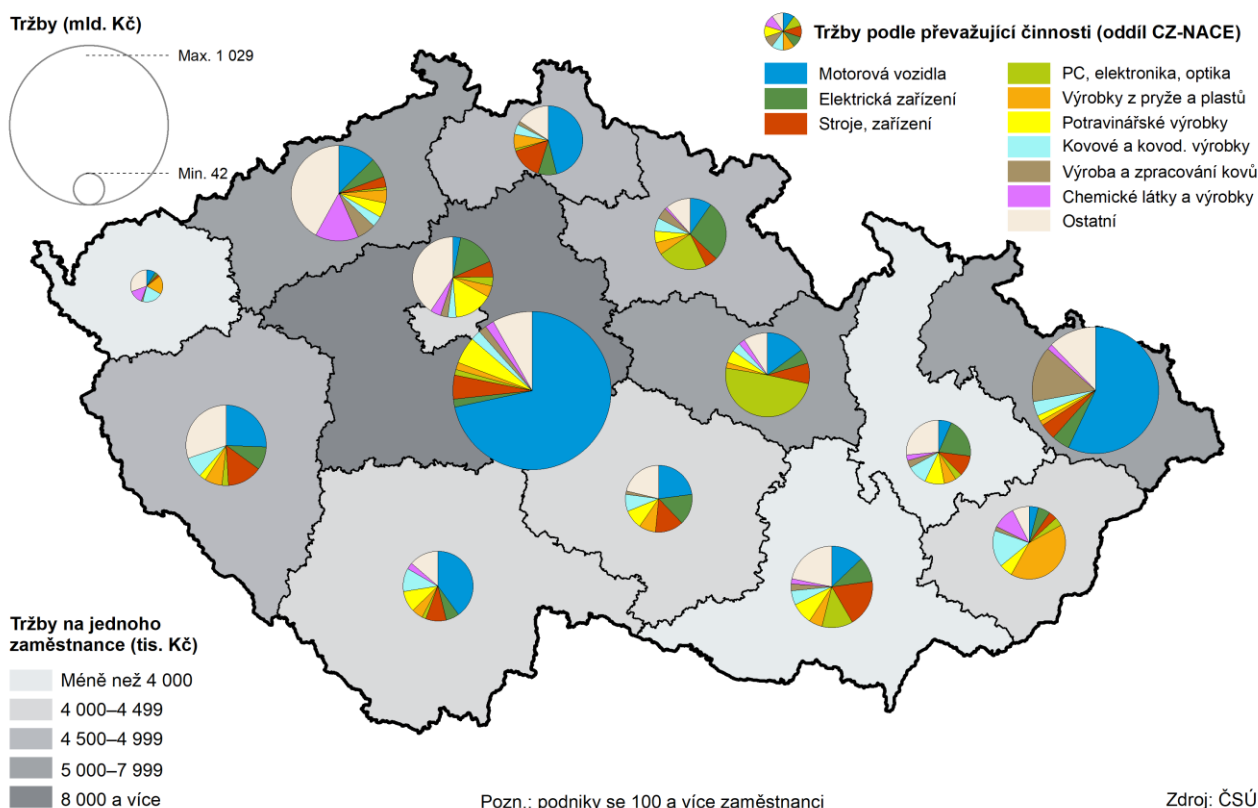 Tržby (mld. Kč)
Max. 1 029
Min. 42
Tržby podle převažující činnosti (oddíl CZ-NACE)
Motorová vozidla
Elektrická zařízení
Stroje, zařízení
PC, elektronika, optika
Výrobky z pryže a plastů
Potravinářské výrobky
Kovové a kovod. výrobky
Výroba a zpracování kovů
Chemické látky a výrobky
Ostatní
Tržby na jednoho
zaměstnance (tis. Kč)
Méně než 4 000
4 000–4 499
4 500–4 999
5 000–7 999
8 000 a více
Pozn.: podniky se 100 a více zaměstnanci
Zdroj: ČSÚ